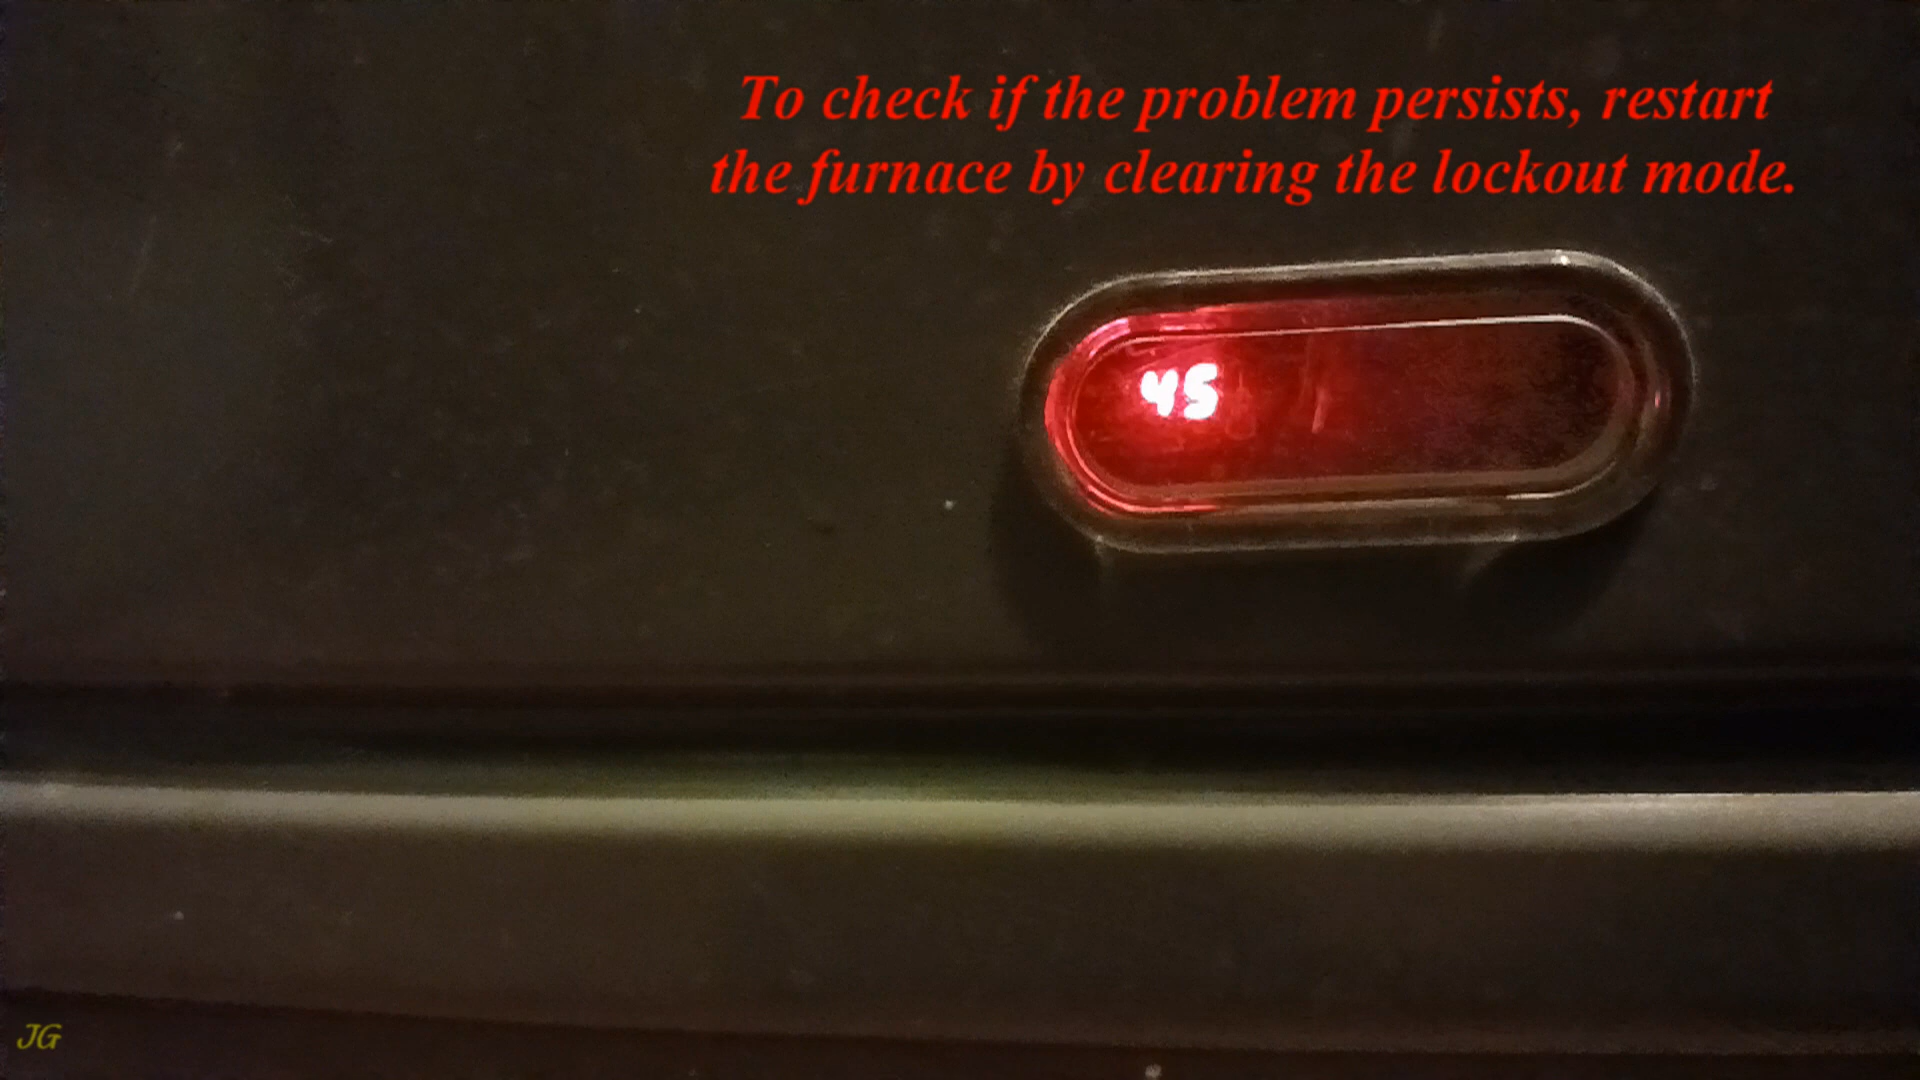 To check if the problem persists, restart
the furnace by clearing the lockout mode.
45
JG